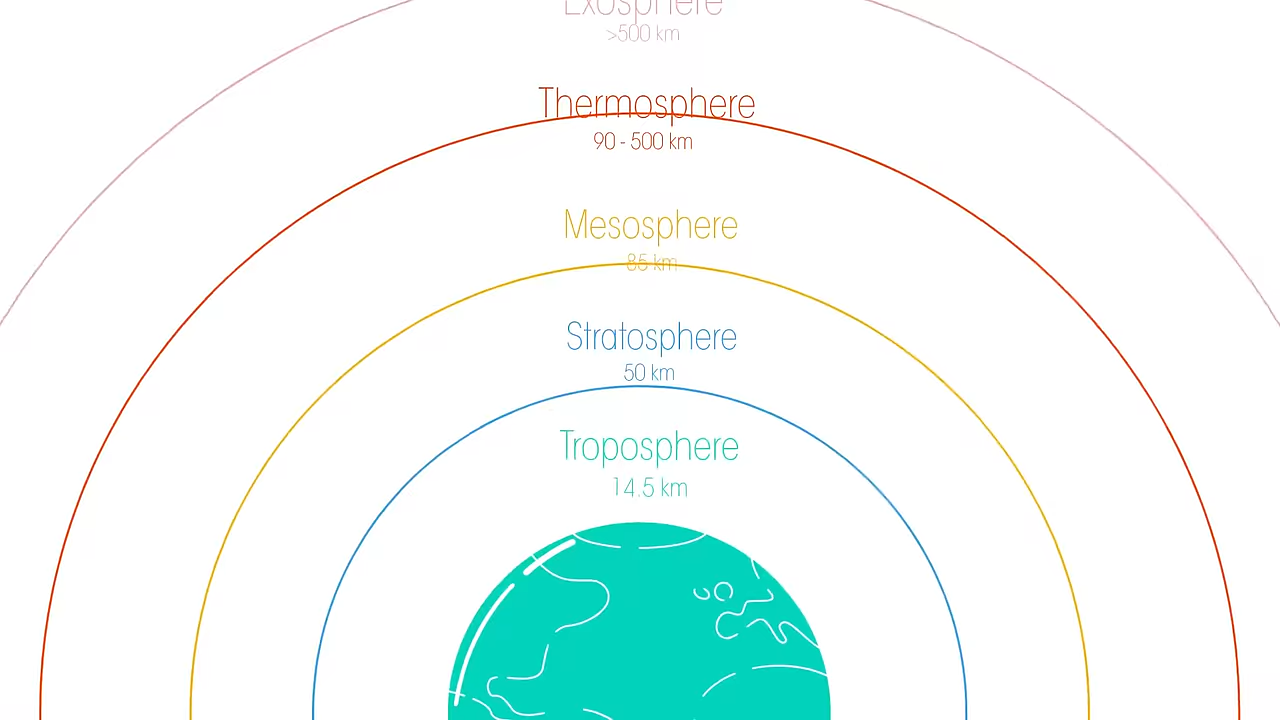 Exosphere
>500 km
Thermosphere
90 - 500 km
Mesosphere
85 km
Stratosphere
50 km
Troposphere
14.5 km